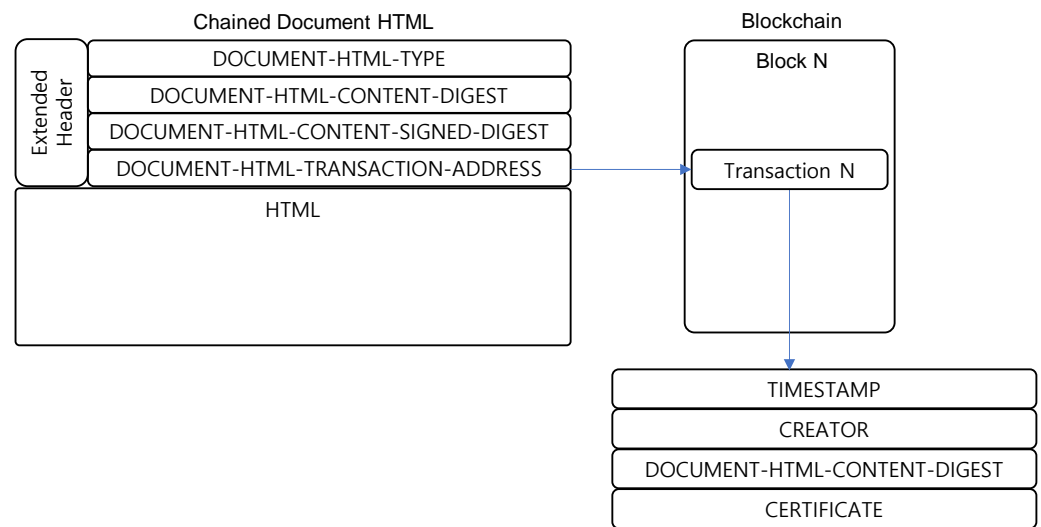 Chained Document HTML
Extended
Header
DOCUMENT-HTML-TYPE
DOCUMENT-HTML-CONTENT-DIGEST
DOCUMENT-HTML-CONTENT-SIGNED-DIGEST
DOCUMENT-HTML-TRANSACTION-ADDRESS
HTML
Blockchain
Block N
Transaction N
TIMESTAMP
CREATOR
DOCUMENT-HTML-CONTENT-DIGEST
CERTIFICATE